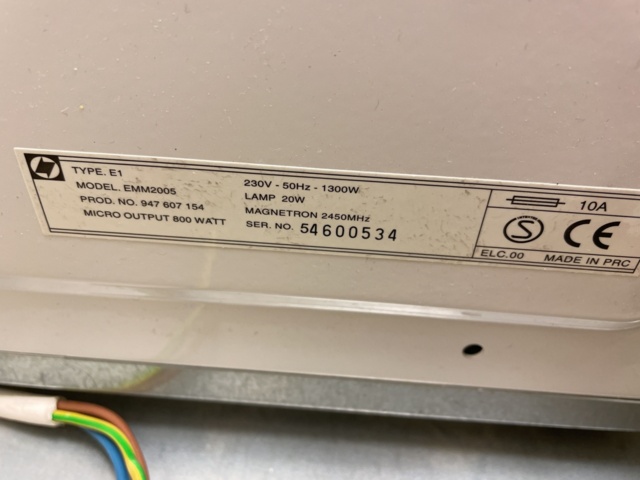 TYPE. E1
MODEL. EMM2005
PROD. NO. 947 607 154
MICRO OUTPUT 800 WATT
230V - 50Hz - 1300W
LAMP 20W
MAGNETRON 2450MHz
SER. NO. 54600534
10A
S CE
ELC.00 MADE IN PRC